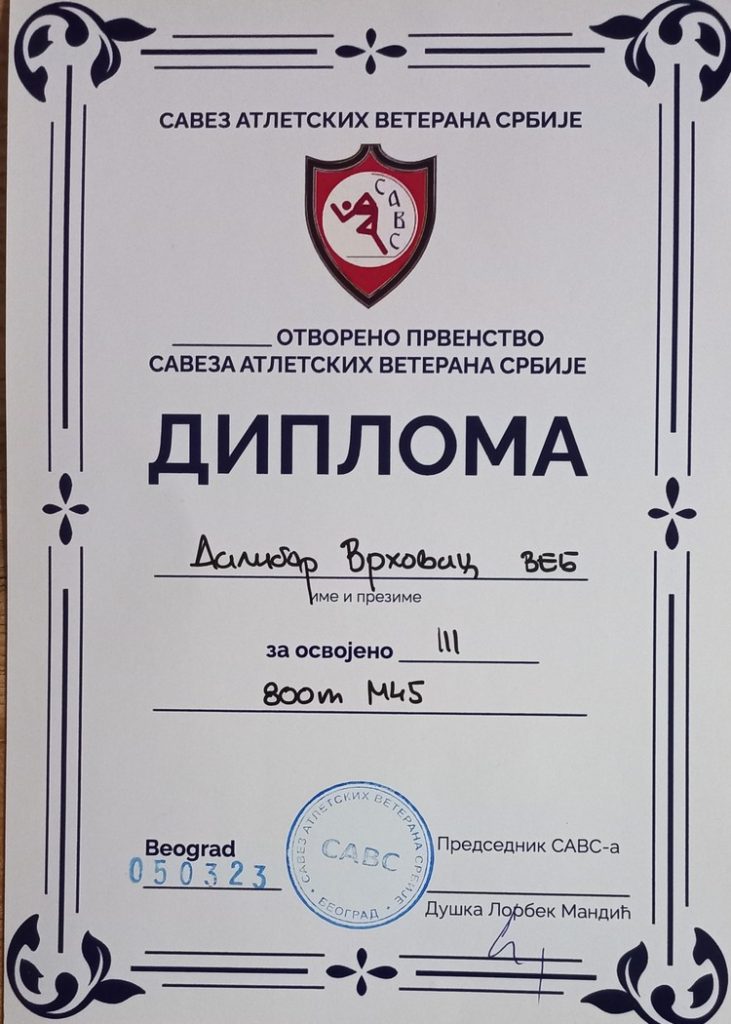 САВЕЗ АТЛЕТСКИХ ВЕТЕРАНА СРБИЈЕ
САВС
_________ ОТВОРЕНО ПРВЕНСТВО
САВЕЗА АТЛЕТСКИХ ВЕТЕРАНА СРБИЈЕ
ДИПЛОМА
Далибор Врховац ВЕБ
име и презиме
за освојено III
800m M45
Beograd
050323
САВЕЗ АТЛЕТСКИХ ВЕТЕРАНА СРБИЈЕ
САВС
• БЕОГРАД •
Председник САВС-а
Душка Лорбек Мандић